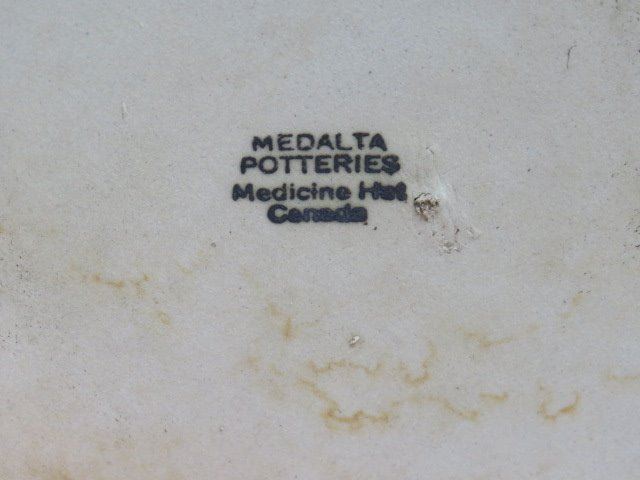 MEDALTA
POTTERIES
Medicine Hat
Canada